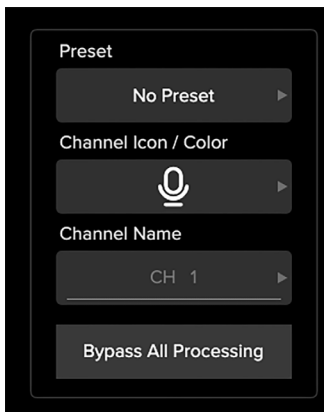 Preset
No Preset
Channel Icon / Color
Channel Name
CH 1
Bypass All Processing